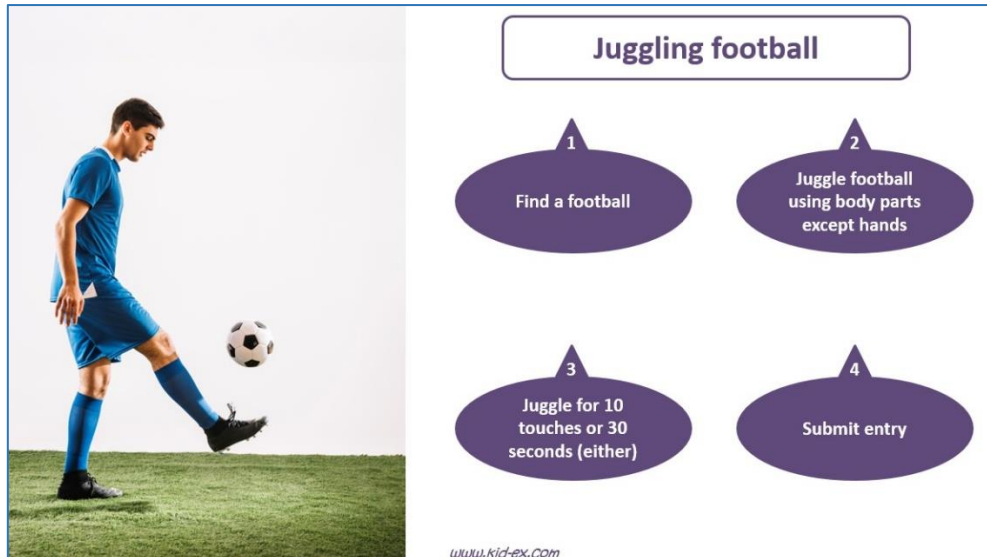 Juggling football
1
Find a football
2
Juggle football
using body parts
except hands
3
Juggle for 10
touches or 30
seconds (either)
4
Submit entry
www.kid-ex.com